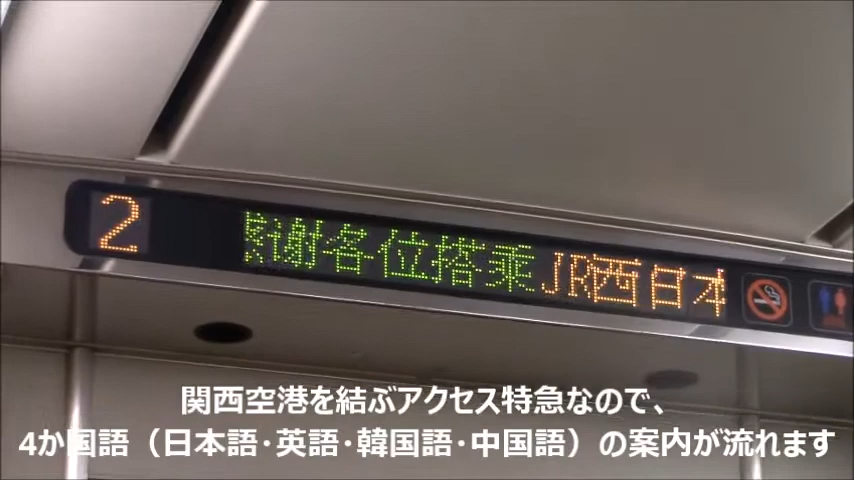 2
谢各位搭乘JR西日本
関西空港を結ぶアクセス特急なので、
4か国語（日本語・英語・韓国語・中国語）の案内が流れます